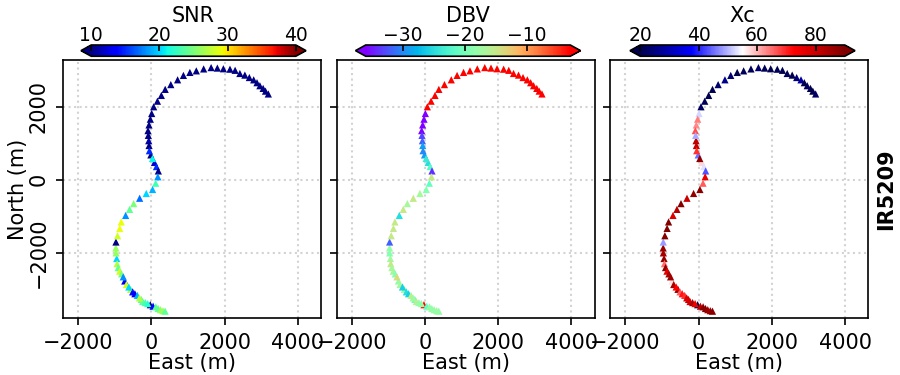 SNR DBV Xc
10 20 30 40 −30 −20 −10 20 40 60 80
2000
0
−2000
North (m)
IR5209
−2000 0 2000 4000 −2000 0 2000 4000 −2000 0 2000 4000
East (m) East (m) East (m)